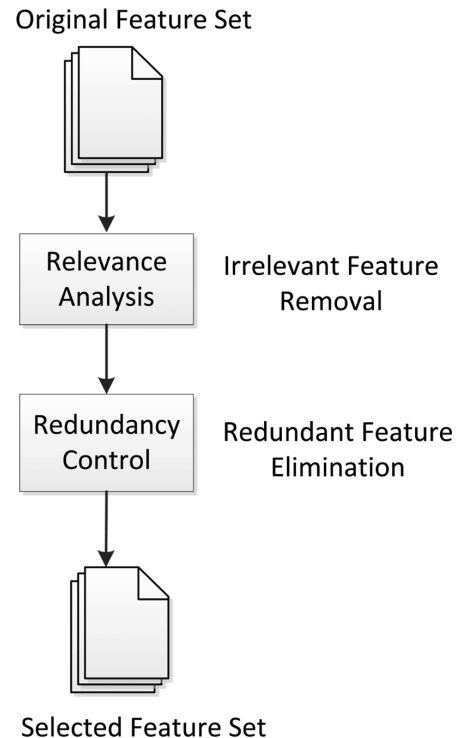 Original Feature Set
Relevance
Analysis
Irrelevant Feature
Removal
Redundancy
Control
Redundant Feature
Elimination
Selected Feature Set